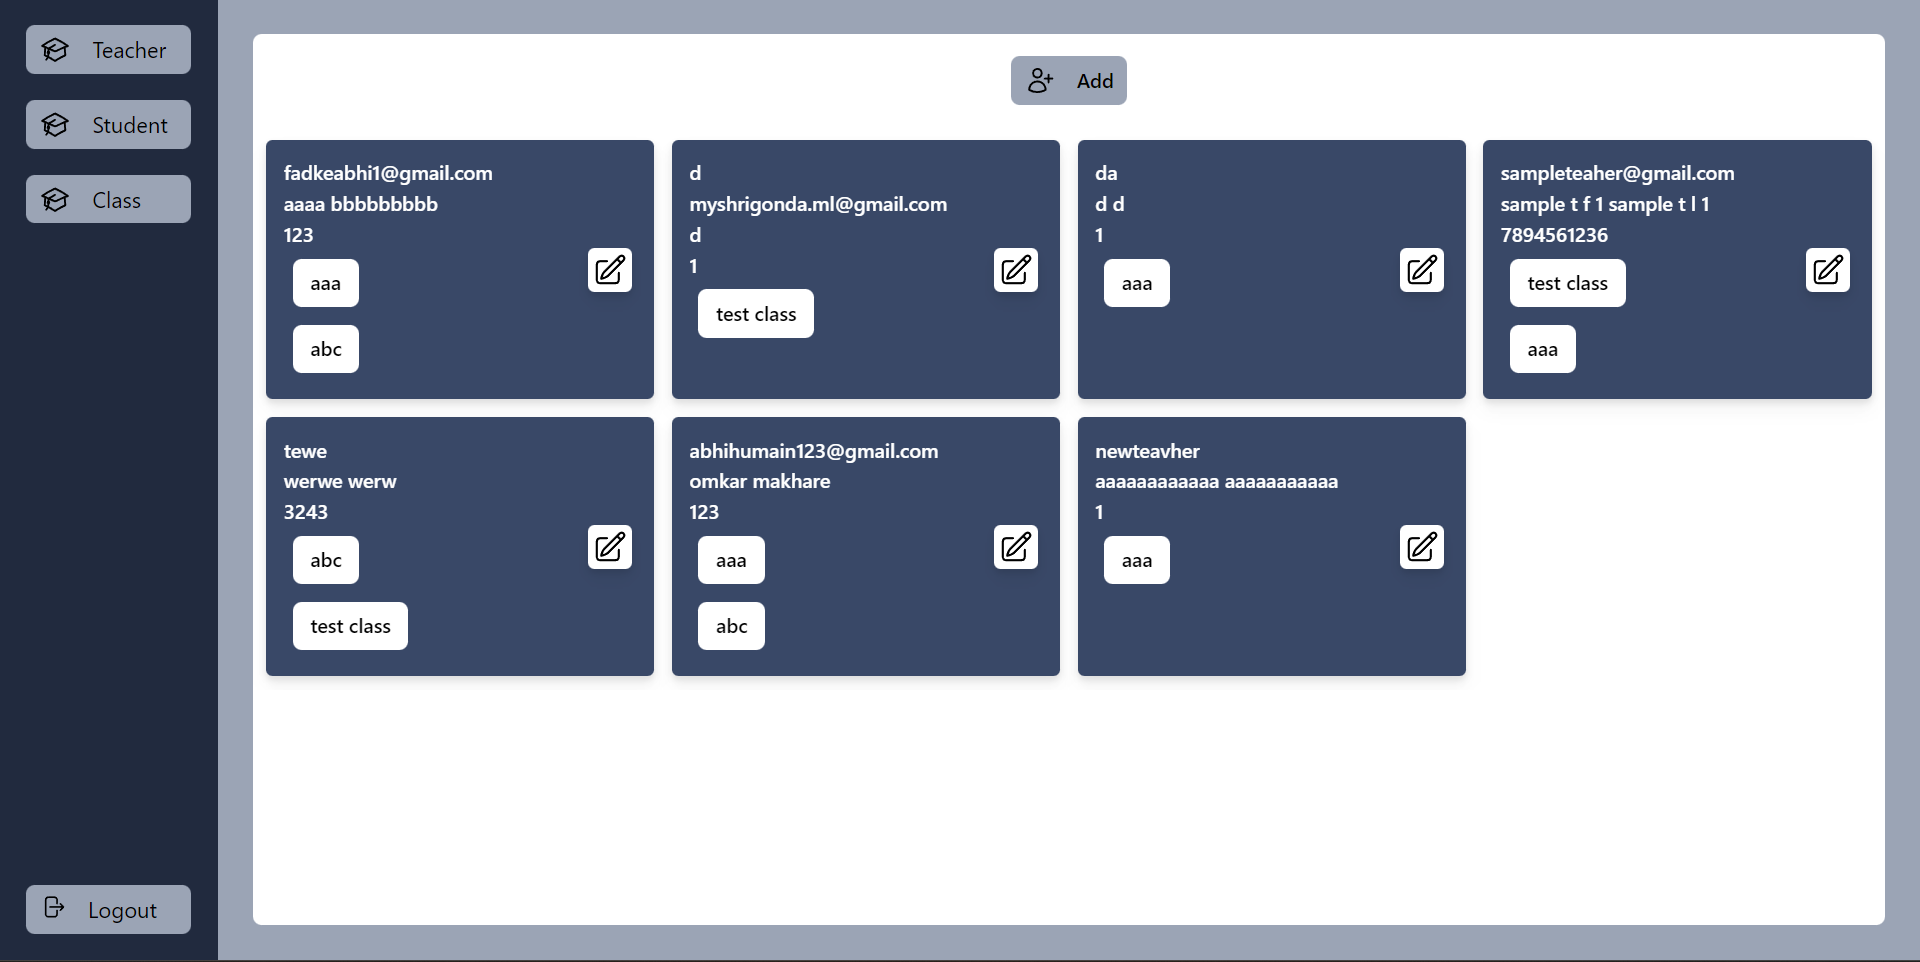 Teacher
Student
Class
Logout
Add
fadkeabhi1@gmail.com
aaaa bbbbbbbbb
123
aaa
abc
d
myshrigonda.ml@gmail.com
d
1
test class
da
d d
1
aaa
sampleteaher@gmail.com
sample t f 1 sample t l 1
7894561236
test class
aaa
tewe
werwe werw
3243
abc
test class
abhihumain123@gmail.com
omkar makhare
123
aaa
abc
newteavher
aaaaaaaaaaaa aaaaaaaaaaa
1
aaa